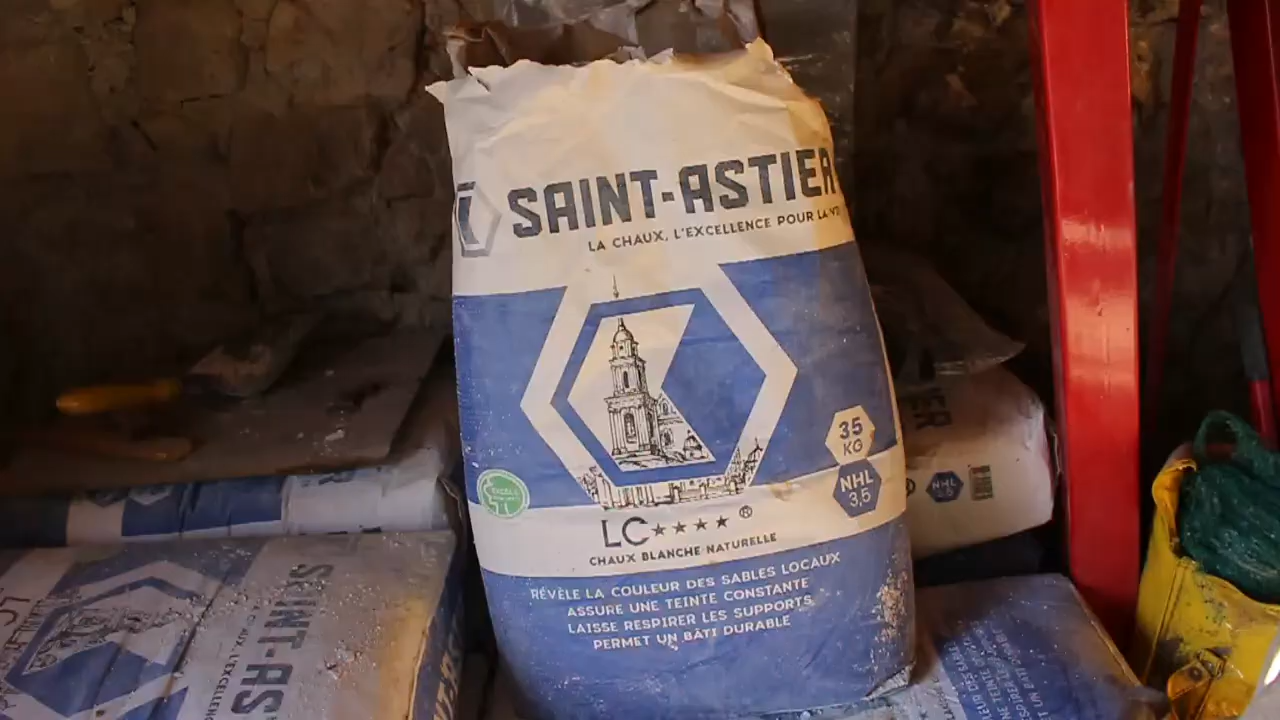 SAINT-ASTIER
LA CHAUX, L'EXCELLENCE POUR LA
35
KG
NHL
3,5
LC★★★★®
CHAUX BLANCHE NATURELLE
RÉVÈLE LA COULEUR DES SABLES LOCAUX
ASSURE UNE TEINTE CONSTANTE
LAISSE RESPIRER LES SUPPORTS
PERMET UN BÂTI DURABLE
SAINT-AS
LC
NHL